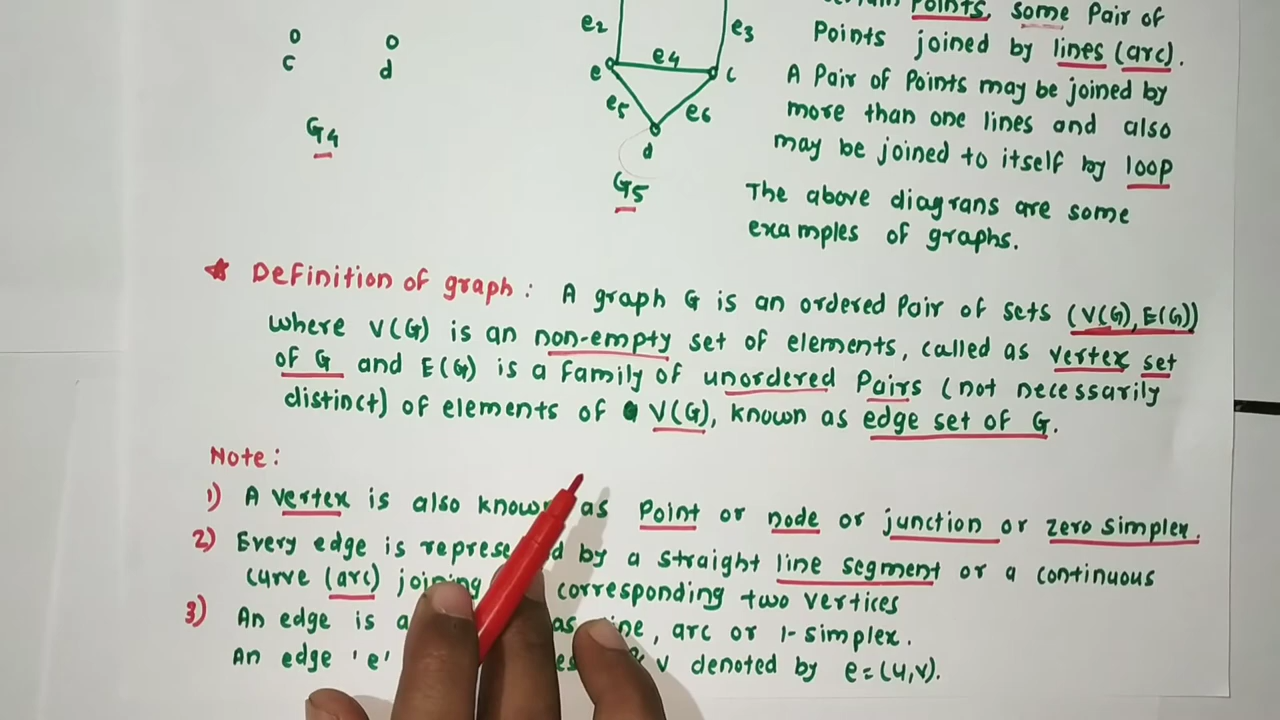 Points, some Pair of
Points joined by lines (arc).
A Pair of Points may be joined by
more than one lines and also
may be joined to itself by loop
The above diagrans are some
examples of graphs.
o o
c d
G4
e2 e3
e e4 c
e5 e6
d
G5
* Definition of graph: A graph G is an ordered Pair of sets (V(G), E(G))
where V(G) is an non-empty set of elements, called as vertex set
of G and E(G) is a family of unordered Pairs (not necessarily
distinct) of elements of V(G), known as edge set of G.
Note:
1) A vertex is also known as Point or node or junction or zero simplex.
2) Every edge is by a straight line segment or a continuous
curve (arc) joining corresponding two vertices
3) An edge is as , arc or 1-simplex.
An edge 'e' v denoted by e=(u,v).